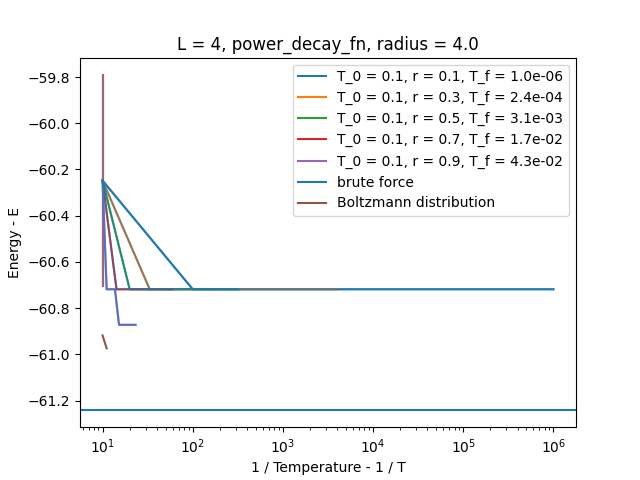 L = 4, power_decay_fn, radius = 4.0
T_0 = 0.1, r = 0.1, T_f = 1.0e-06
T_0 = 0.1, r = 0.3, T_f = 2.4e-04
T_0 = 0.1, r = 0.5, T_f = 3.1e-03
T_0 = 0.1, r = 0.7, T_f = 1.7e-02
T_0 = 0.1, r = 0.9, T_f = 4.3e-02
brute force
Boltzmann distribution
Energy - E
−59.8
−60.0
−60.2
−60.4
−60.6
−60.8
−61.0
−61.2
10¹ 10² 10³ 10⁴ 10⁵ 10⁶
1 / Temperature - 1 / T